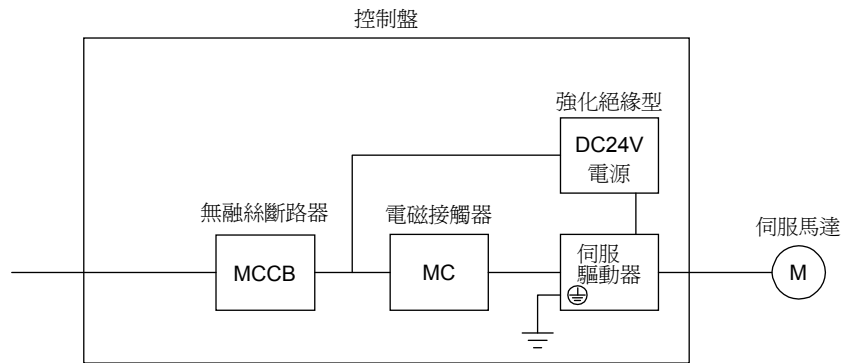 控制盤
強化絕緣型
DC24V
電源
無融絲斷路器
電磁接觸器
伺服馬達
MCCB
MC
伺服
驅動器
M